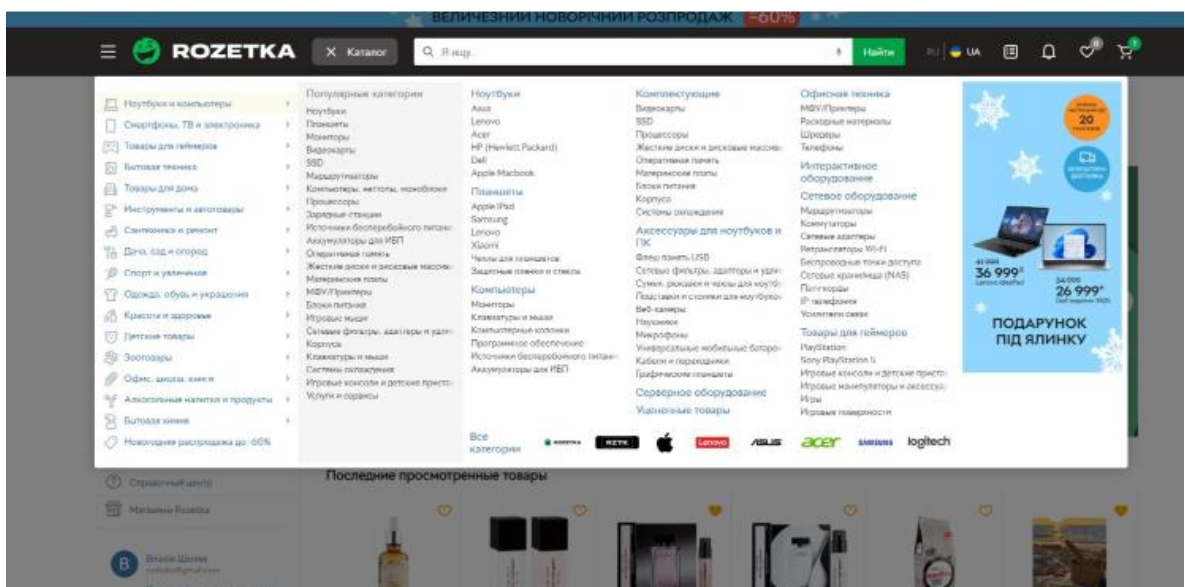 ВЕЛИЧЕЗНИЙ НОВОРІЧНИЙ РОЗПРОДАЖ -60%
ROZETKA
Каталог
Я ищу
Найти
RU
UA
Ноутбуки и компьютеры
Смартфоны, ТВ и электроника
Товары для геймеров
Бытовая техника
Товары для дома
Инструменты и автотовары
Сантехника и ремонт
Дача, сад и огород
Спорт и увлечения
Одежда, обувь и украшения
Красота и здоровье
Детские товары
Зоотовары
Офис, школа, книги
Алкогольные напитки и продукты
Бытовая химия
Новогодняя распродажа до -60%
Популярные категории
Ноутбуки
Планшеты
Мониторы
Видеокарты
SSD
Маршрутизаторы
Компьютеры, неттопы, моноблоки
Процессоры
Зарядные станции
Источники бесперебойного питани
Аккумуляторы для ИБП
Оперативная память
Жесткие диски и дисковые массив
Материнские платы
МФУ/Принтеры
Блоки питания
Игровые мыши
Сетевые фильтры, адаптеры и удли
Корпуса
Клавиатуры и мыши
Системы охлаждения
Игровые консоли и детские приста
Услуги и сервисы
Ноутбуки
Asus
Lenovo
Acer
HP (Hewlett Packard)
Dell
Apple Macbook
Планшеты
Apple iPad
Samsung
Lenovo
Xiaomi
Чехлы для планшетов
Защитные пленки и стекла
Компьютеры
Мониторы
Клавиатуры и мыши
Компьютерные колонки
Программное обеспечение
Источники бесперебойного питани
Аккумуляторы для ИБП
Комплектующие
Видеокарты
SSD
Процессоры
Жесткие диски и дисковые массив
Оперативная память
Материнские платы
Блоки питания
Корпуса
Системы охлаждения
Аксессуары для ноутбуков и
ПК
Флеш память USB
Сетевые фильтры, адаптеры и удли
Сумки, рюкзаки и чехлы для ноутб
Подставки и столики для ноутбуко
Веб-камеры
Наушники
Микрофоны
Универсальные мобильные батаре
Кабели и переходники
Графические планшеты
Серверное оборудование
Уцененные товары
Офисная техника
МФУ/Принтеры
Расходные материалы
Шредеры
Телефоны
Интерактивное
оборудование
Сетевое оборудование
Маршрутизаторы
Коммутаторы
Сетевые адаптеры
Ретрансляторы Wi-Fi
Беспроводные точки доступа
Сетевые хранилища (NAS)
Патч-корды
IP телефония
Усилители связи
Товары для геймеров
PlayStation
Sony PlayStation 5
Игровые консоли и детские приста
Игровые манипуляторы и аксессуа
Игры
Игровые поверхности
Все
категории
ROZETKA
RZTK
Lenovo
ASUS
acer
SAMSUNG
logitech
20
36 999
26 999
ПОДАРУНОК
ПІД ЯЛИНКУ
Справочный центр
Магазины Rozetka
Последние просмотренные товары
В